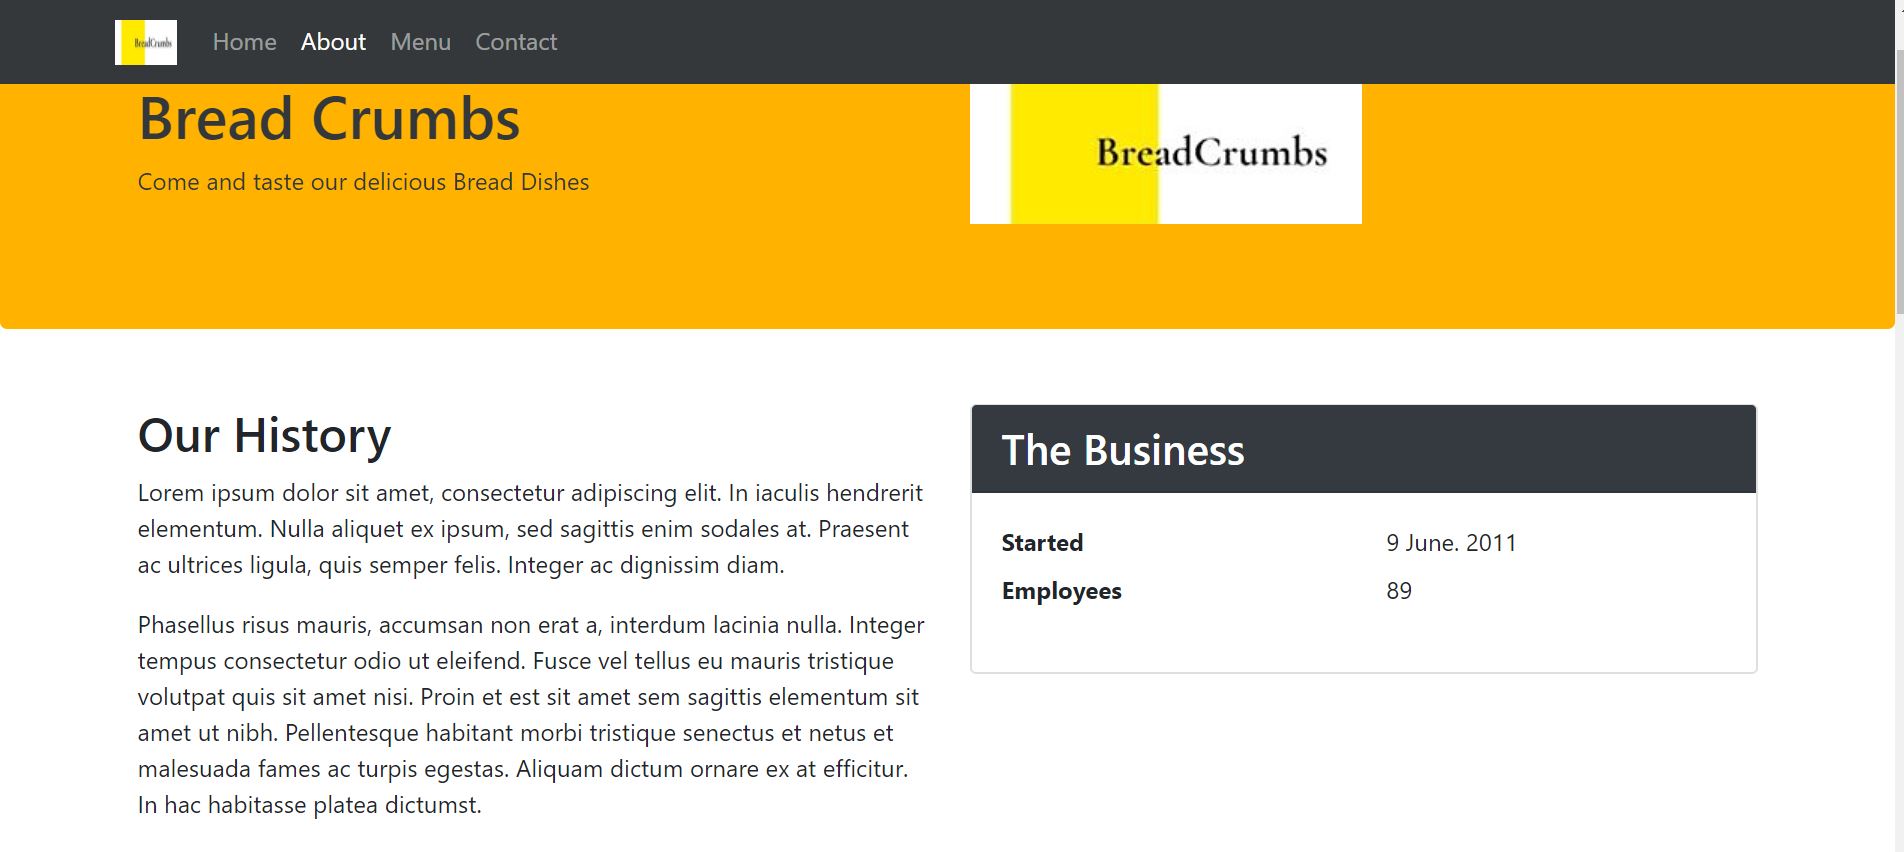 BreadCrumbs
Home About Menu Contact
Bread Crumbs
Come and taste our delicious Bread Dishes
BreadCrumbs
Our History
Lorem ipsum dolor sit amet, consectetur adipiscing elit. In iaculis hendrerit
elementum. Nulla aliquet ex ipsum, sed sagittis enim sodales at. Praesent
ac ultrices ligula, quis semper felis. Integer ac dignissim diam.
Phasellus risus mauris, accumsan non erat a, interdum lacinia nulla. Integer
tempus consectetur odio ut eleifend. Fusce vel tellus eu mauris tristique
volutpat quis sit amet nisi. Proin et est sit amet sem sagittis elementum sit
amet ut nibh. Pellentesque habitant morbi tristique senectus et netus et
malesuada fames ac turpis egestas. Aliquam dictum ornare ex at efficitur.
In hac habitasse platea dictumst.
The Business
Started 9 June. 2011
Employees 89